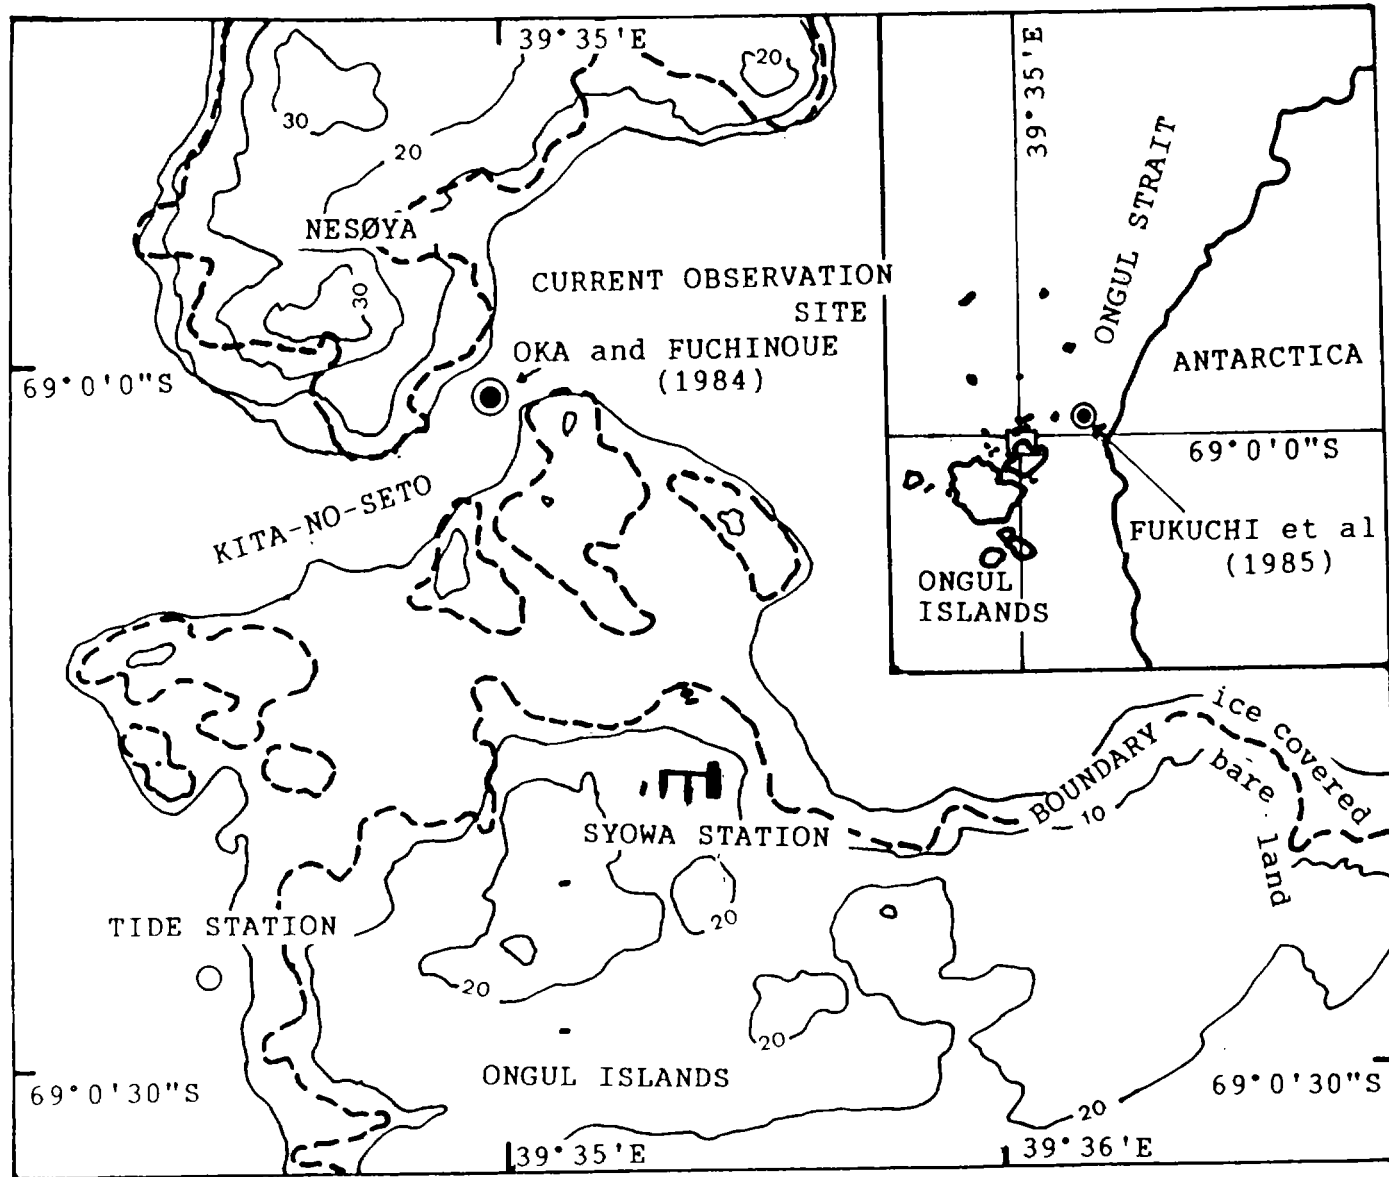 39°35'E
20
30
20
NESØYA
30
CURRENT OBSERVATION
SITE
OKA and FUCHINOUE
(1984)
69°0'0"S
KITA-NO-SETO
39°35'E
ONGUL STRAIT
ANTARCTICA
69°0'0"S
FUKUCHI et al
(1985)
ONGUL
ISLANDS
ice covered
BOUNDARY
bare land
10
SYOWA STATION
20
TIDE STATION
20
20
ONGUL ISLANDS
69°0'30"S
69°0'30"S
20
39°35'E
39°36'E